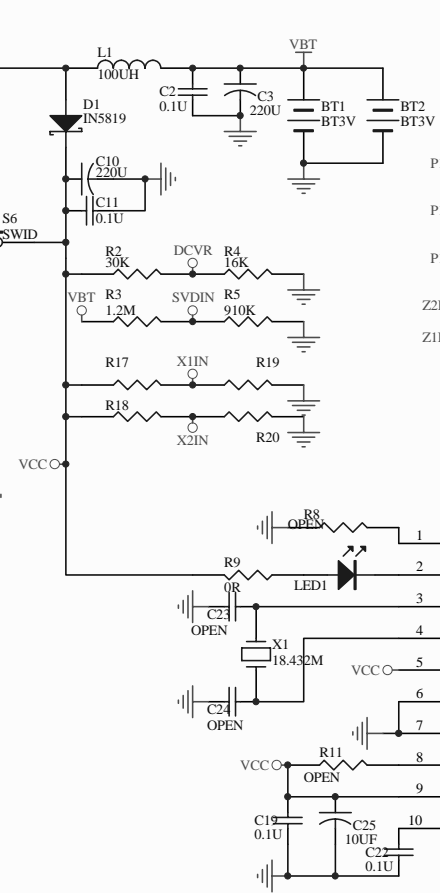 VBT
L1
100UH
C2
0.1U
C3
220U
BT1
BT3V
BT2
BT3V
D1
IN5819
C10
220U
C11
0.1U
S6
SWID
R2
30K
DCVR
R4
16K
VBT
R3
1.2M
SVDIN
R5
910K
R17
X1IN
R19
R18
X2IN
R20
VCC
R8
OPEN
1
R9
0R
LED1
2
C23
OPEN
3
X1
18.432M
4
VCC
5
C24
OPEN
6
7
VCC
R11
OPEN
8
9
C19
0.1U
C25
10UF
C22
0.1U
10
P
P
P